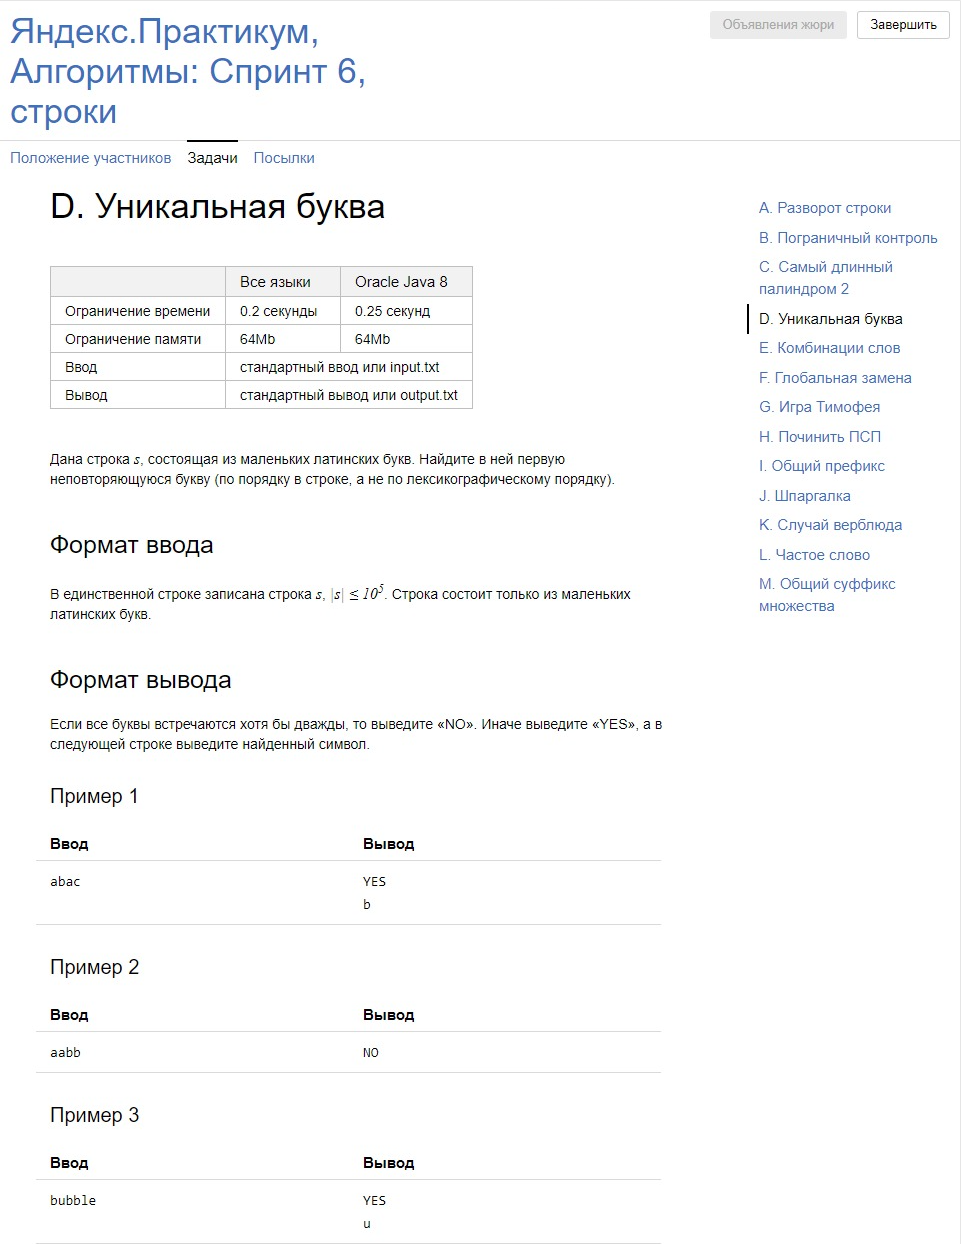 Яндекс.Практикум,
Алгоритмы: Спринт 6,
строки
Объявления жюри
Завершить
Положение участников
Задачи
Посылки
D. Уникальная буква
Все языки Oracle Java 8
Ограничение времени 0.2 секунды 0.25 секунд
Ограничение памяти 64Mb 64Mb
Ввод стандартный ввод или input.txt
Вывод стандартный вывод или output.txt
Дана строка s, состоящая из маленьких латинских букв. Найдите в ней первую
неповторяющуюся букву (по порядку в строке, а не по лексикографическому порядку).
Формат ввода
В единственной строке записана строка s, |s| ≤ 10^5. Строка состоит только из маленьких
латинских букв.
Формат вывода
Если все буквы встречаются хотя бы дважды, то выведите «NO». Иначе выведите «YES», а в
следующей строке выведите найденный символ.
Пример 1
Ввод Вывод
abac YES
b
Пример 2
Ввод Вывод
aabb NO
Пример 3
Ввод Вывод
bubble YES
u
A. Разворот строки
B. Пограничный контроль
C. Самый длинный
палиндром 2
D. Уникальная буква
E. Комбинации слов
F. Глобальная замена
G. Игра Тимофея
H. Починить ПСП
I. Общий префикс
J. Шпаргалка
K. Случай верблюда
L. Частое слово
M. Общий суффикс
множества